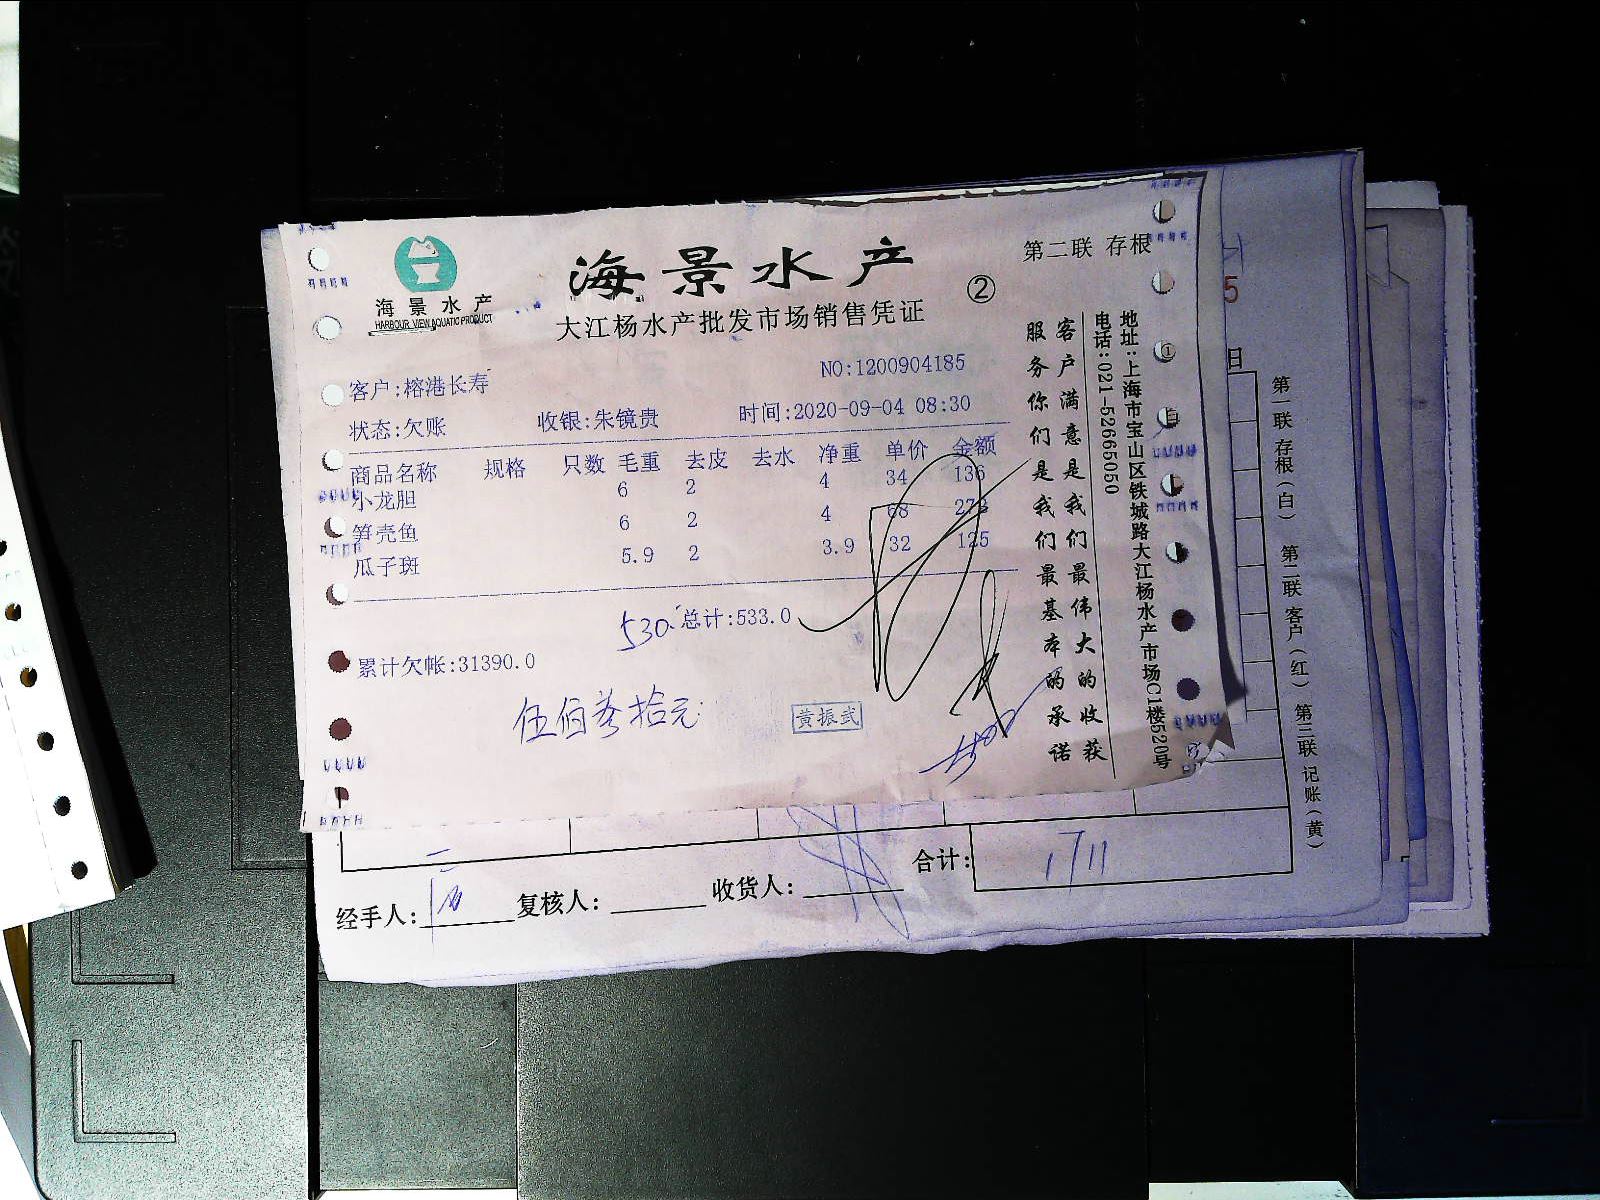 海景水产
HARBOUR VIEW AQUATIC PRODUCT
海景水产
大江杨水产批发市场销售凭证
②
第二联 存根
NO:1200904185
客户:榕港长寿
状态:欠账 收银:朱镜贵 时间:2020-09-04 08:30
商品名称 规格 只数 毛重 去皮 去水 净重 单价 金额
小龙胆 6 2 4 34 136
笋壳鱼 6 2 4 68 272
瓜子斑 5.9 2 3.9 32 125
530 总计:533.0
累计欠帐:31390.0
伍佰叁拾元
黄振武
客户满意是我们最伟大的收获
服务你们是我们最基本的承诺
地址:上海市宝山区铁城路大江杨水产市场C1楼520号
电话:021-52665050
5
日
第一联 存根(白) 第二联 客户(红) 第三联 记账(黄)
合计: 1711
经手人: 复核人: 收货人: